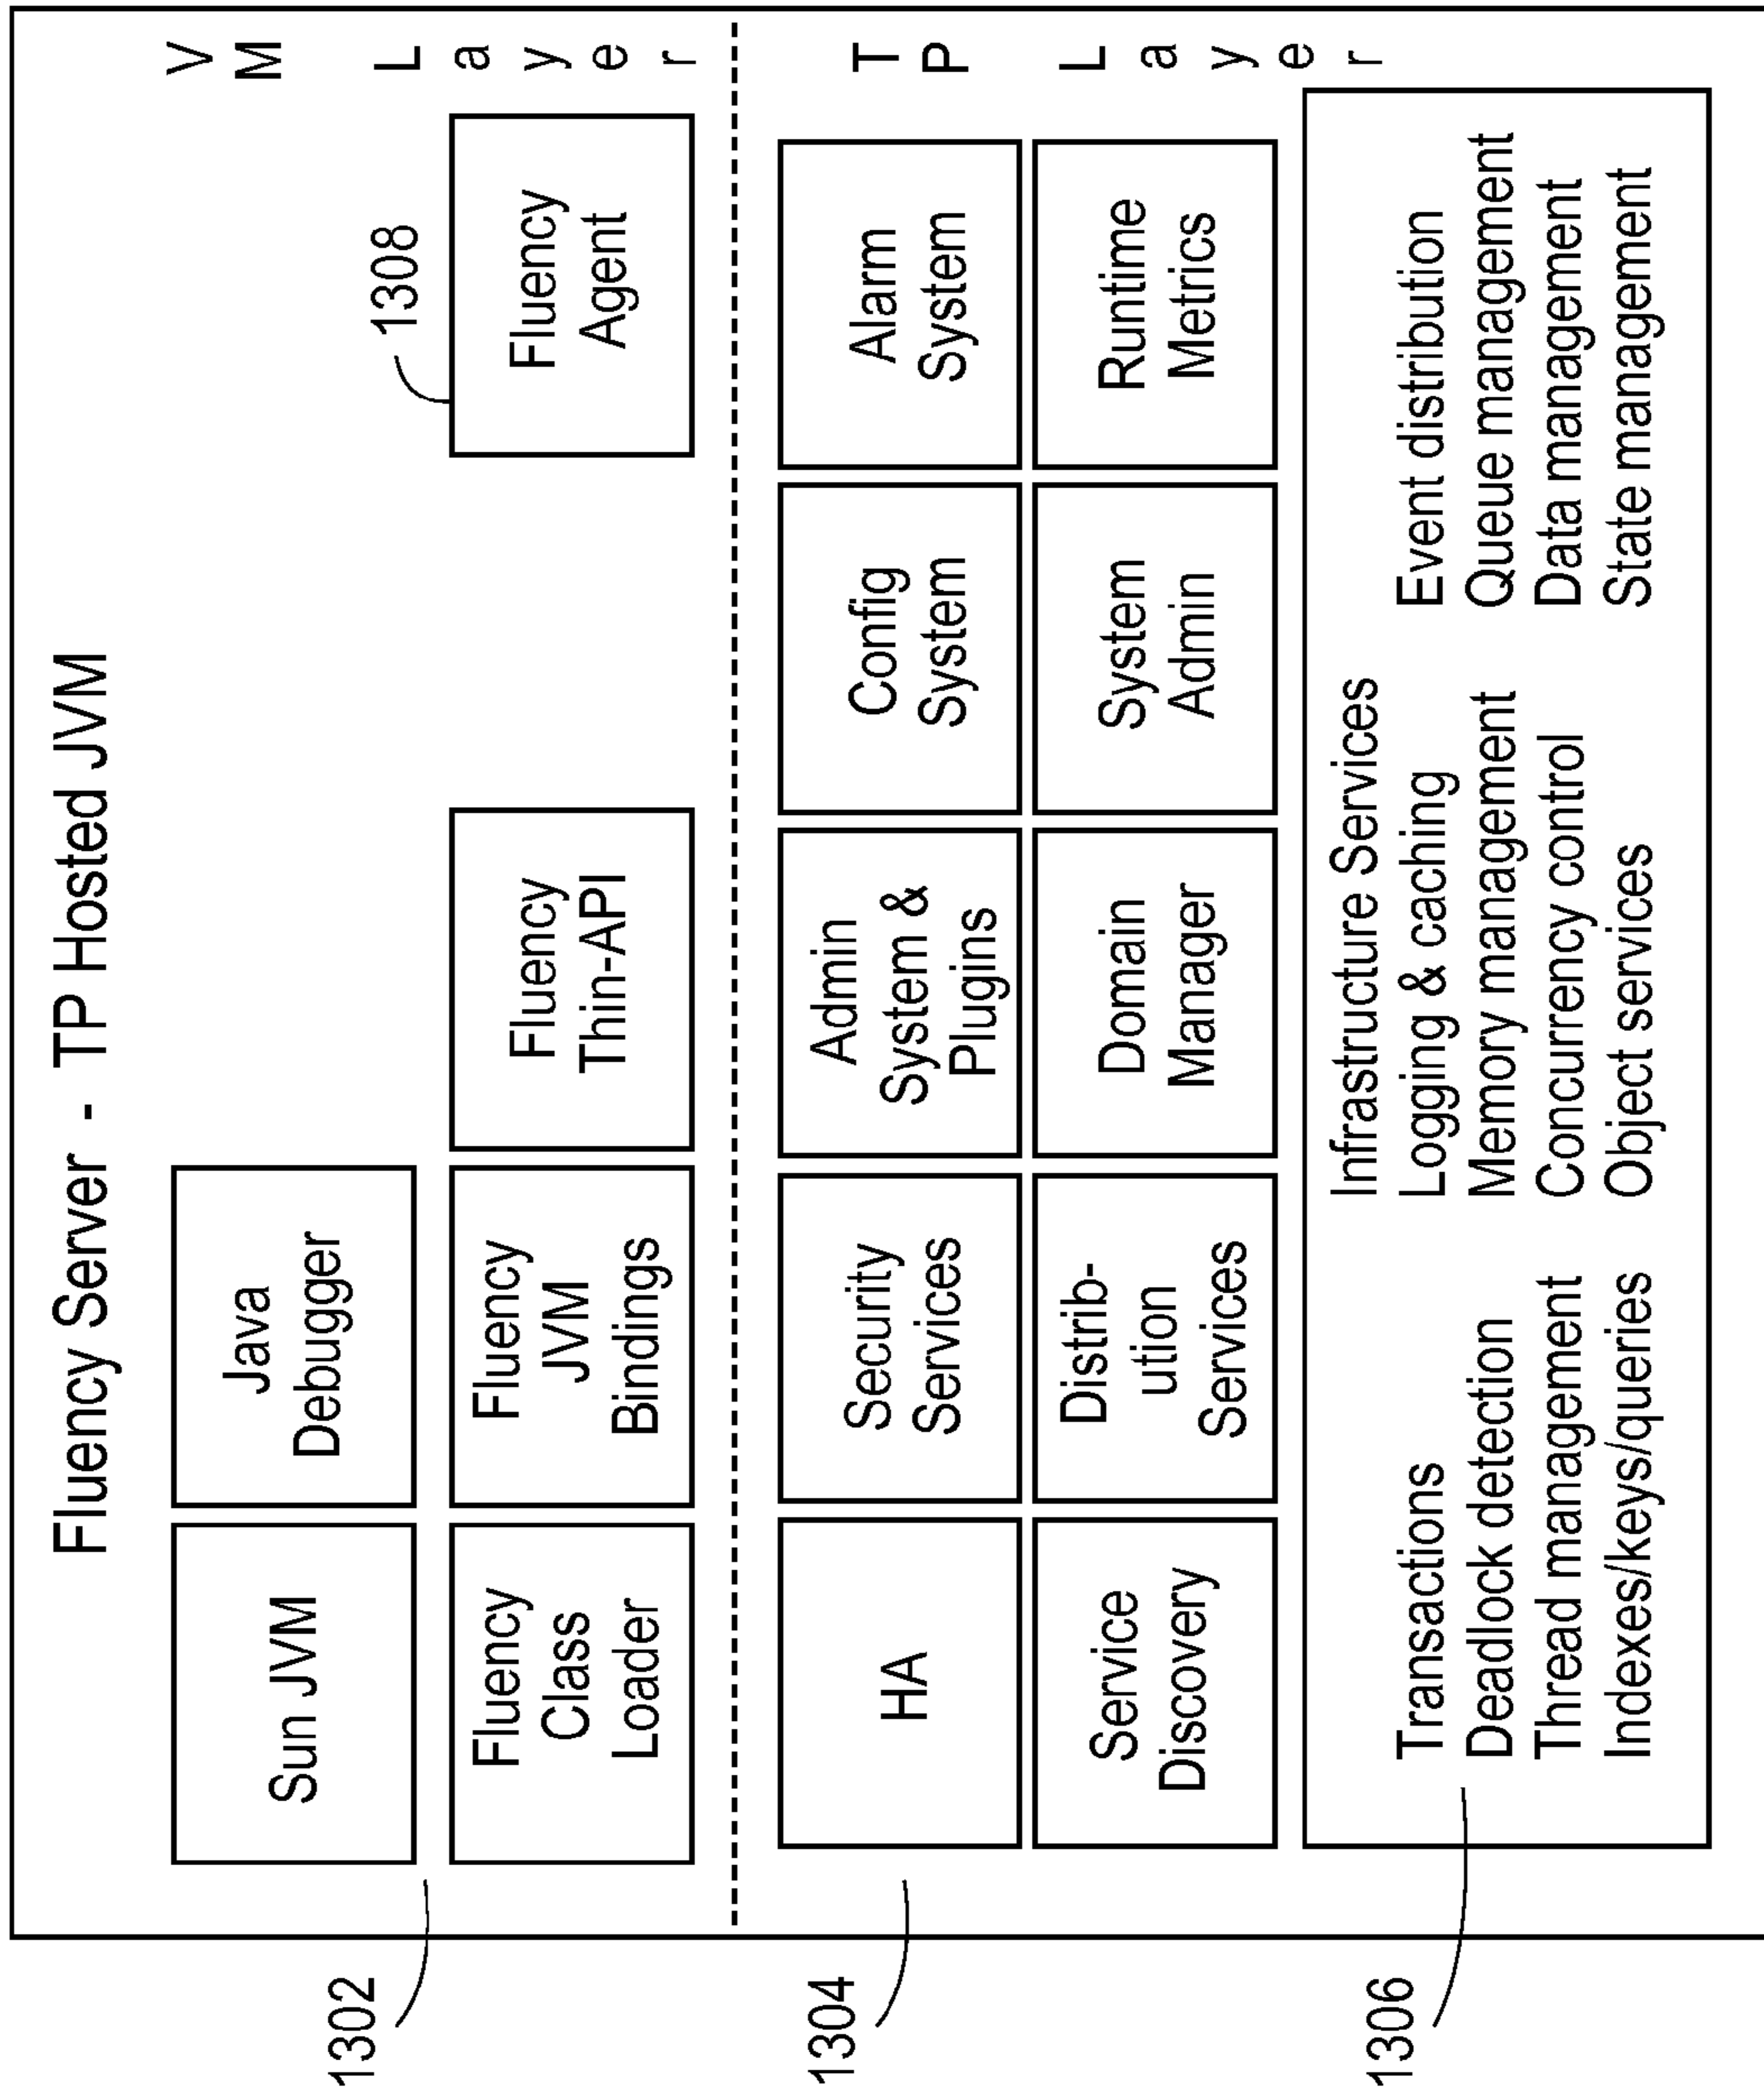 Fluency Server - TP Hosted JVM
Sun JVM
Java
Debugger
VM Layer
1302
Fluency
Class
Loader
Fluency
JVM
Bindings
Fluency
Thin-API
1308
Fluency
Agent
1304
HA
Security
Services
Admin
System &
Plugins
Config
System
Alarm
System
TP Layer
Service
Discovery
Distrib-
ution
Services
Domain
Manager
System
Admin
Runtime
Metrics
1306
Infrastructure Services
Transactions
Deadlock detection
Thread management
Indexes/keys/queries
Logging & caching
Memory management
Concurrency control
Object services
Event distribution
Queue management
Data management
State management